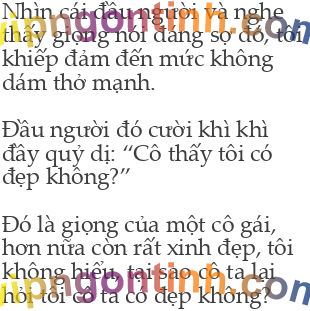 Nhìn cái đầu người và nghe
thấy giọng nói đáng sợ đó, tôi
khiếp đảm đến mức không
dám thở mạnh.
Đầu người đó cười khì khì
đầy quỷ dị: “Cô thấy tôi có
đẹp không?”
Đó là giọng của một cô gái,
hơn nữa còn rất xinh đẹp, tôi
không hiểu, tại sao cô ta lại
hỏi tôi cô ta có đẹp không?